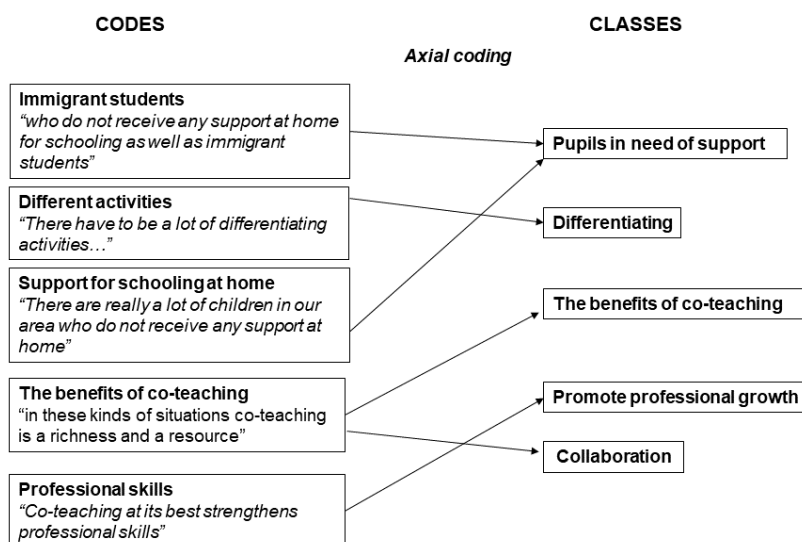 CODES
CLASSES
Axial coding
Immigrant students
“who do not receive any support at home
for schooling as well as immigrant
students”
Different activities
“There have to be a lot of differentiating
activities…”
Support for schooling at home
“There are really a lot of children in our
area who do not receive any support at
home”
The benefits of co-teaching
“in these kinds of situations co-teaching
is a richness and a resource”
Professional skills
“Co-teaching at its best strengthens
professional skills”
Pupils in need of support
Differentiating
The benefits of co-teaching
Promote professional growth
Collaboration